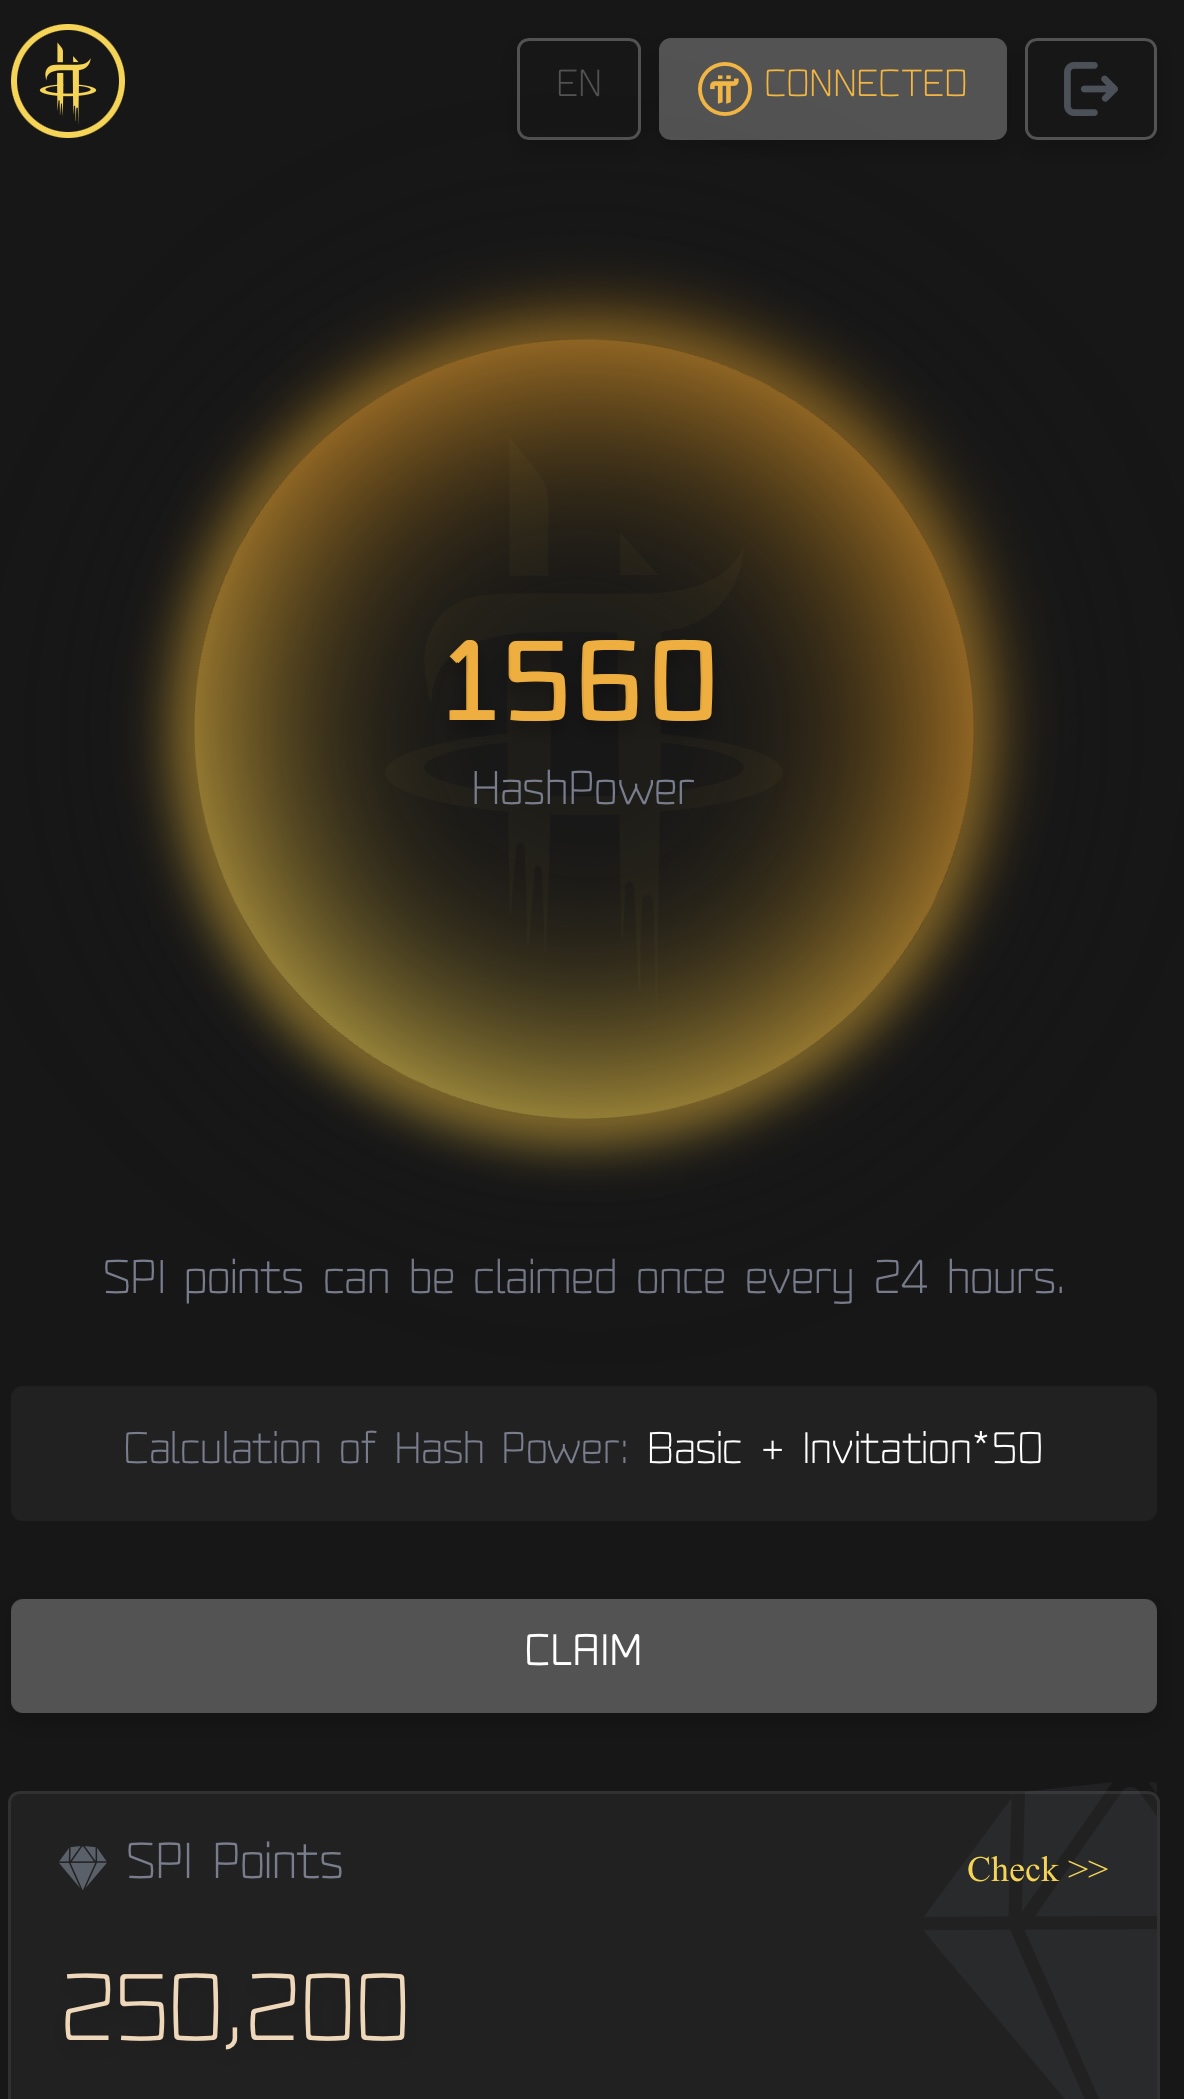 EN
CONNECTED
1560
HashPower
SPI points can be claimed once every 24 hours.
Calculation of Hash Power: Basic + Invitation*50
CLAIM
SPI Points
Check >>
250,200